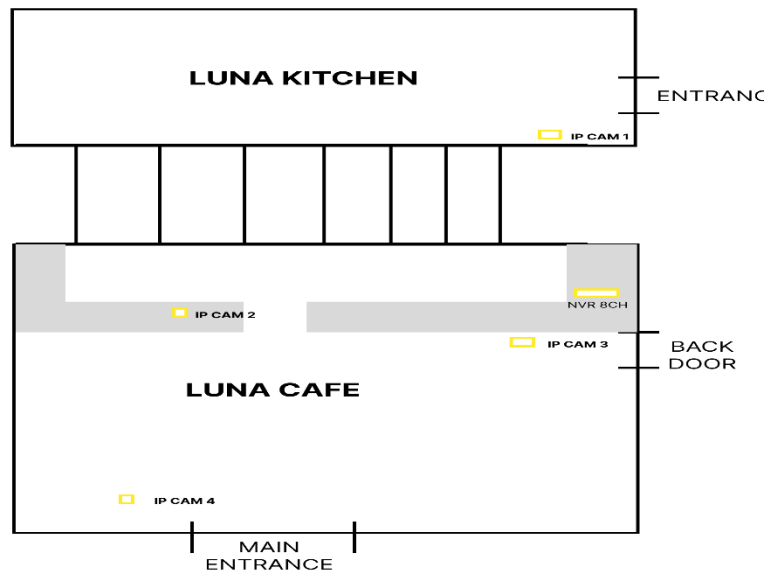 LUNA KITCHEN
ENTRANC
IP CAM 1
NVR 8CH
IP CAM 2
IP CAM 3
BACK
DOOR
LUNA CAFE
IP CAM 4
MAIN
ENTRANCE